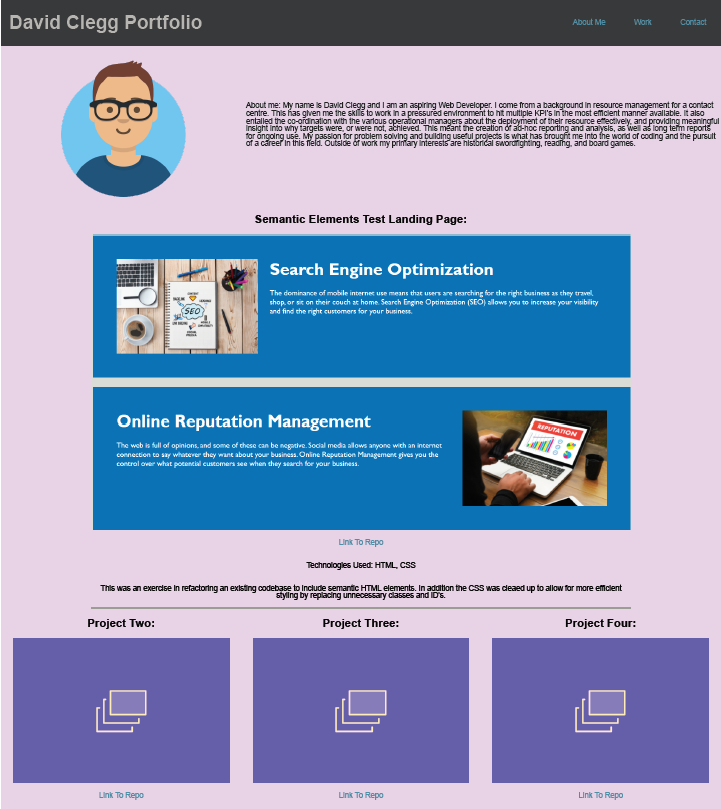 David Clegg Portfolio
About Me Work Contact
About me: My name is David Clegg and I am an aspiring Web Developer. I come from a background in resource management for a contact
centre. This has given me the skills to work in a pressured environment to hit multiple KPI's in the most efficient manner available. It also
entailed the co-ordination with the various operational managers about the deployment of their resource effectively, and providing meaningful
insight into why targets were, or were not, achieved. This meant the creation of ad-hoc reporting and analysis, as well as long term reports
for ongoing use. My passion for problem solving and building useful projects is what has brought me into the world of coding and the pursuit
of a career in this field. Outside of work my primary interests are historical swordfighting, reading, and board games.
Semantic Elements Test Landing Page:
SEO
Search Engine Optimization
The dominance of mobile internet use means that users are searching for the right business as they travel,
shop, or sit on their couch at home. Search Engine Optimization (SEO) allows you to increase your visibility
and find the right customers for your business.
Online Reputation Management
The web is full of opinions, and some of these can be negative. Social media allows anyone with an internet
connection to say whatever they want about your business. Online Reputation Management gives you the
control over what potential customers see when they search for your business.
REPUTATION
Link To Repo
Technologies Used: HTML, CSS
This was an exercise in refactoring an existing codebase to include semantic HTML elements. In addition the CSS was cleaed up to allow for more efficient
styling by replacing unnecessary classes and ID's.
Project Two:
Project Three:
Project Four:
Link To Repo
Link To Repo
Link To Repo